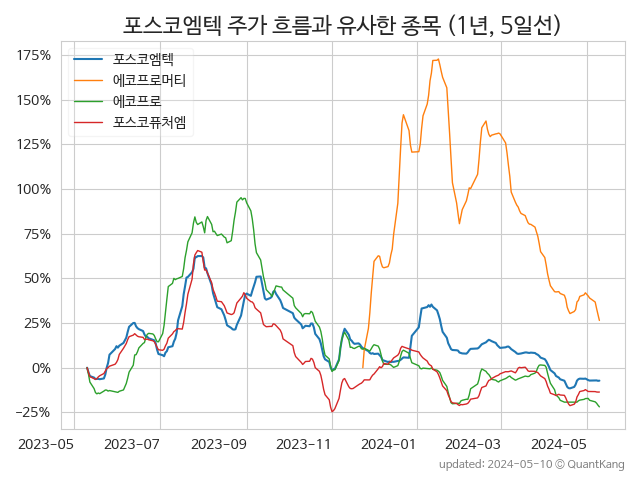 포스코엠텍 주가 흐름과 유사한 종목 (1년, 5일선)
포스코엠텍
에코프로머티
에코프로
포스코퓨처엠
175%
150%
125%
100%
75%
50%
25%
0%
−25%
2023-05
2023-07
2023-09
2023-11
2024-01
2024-03
2024-05
updated: 2024-05-10 © QuantKang